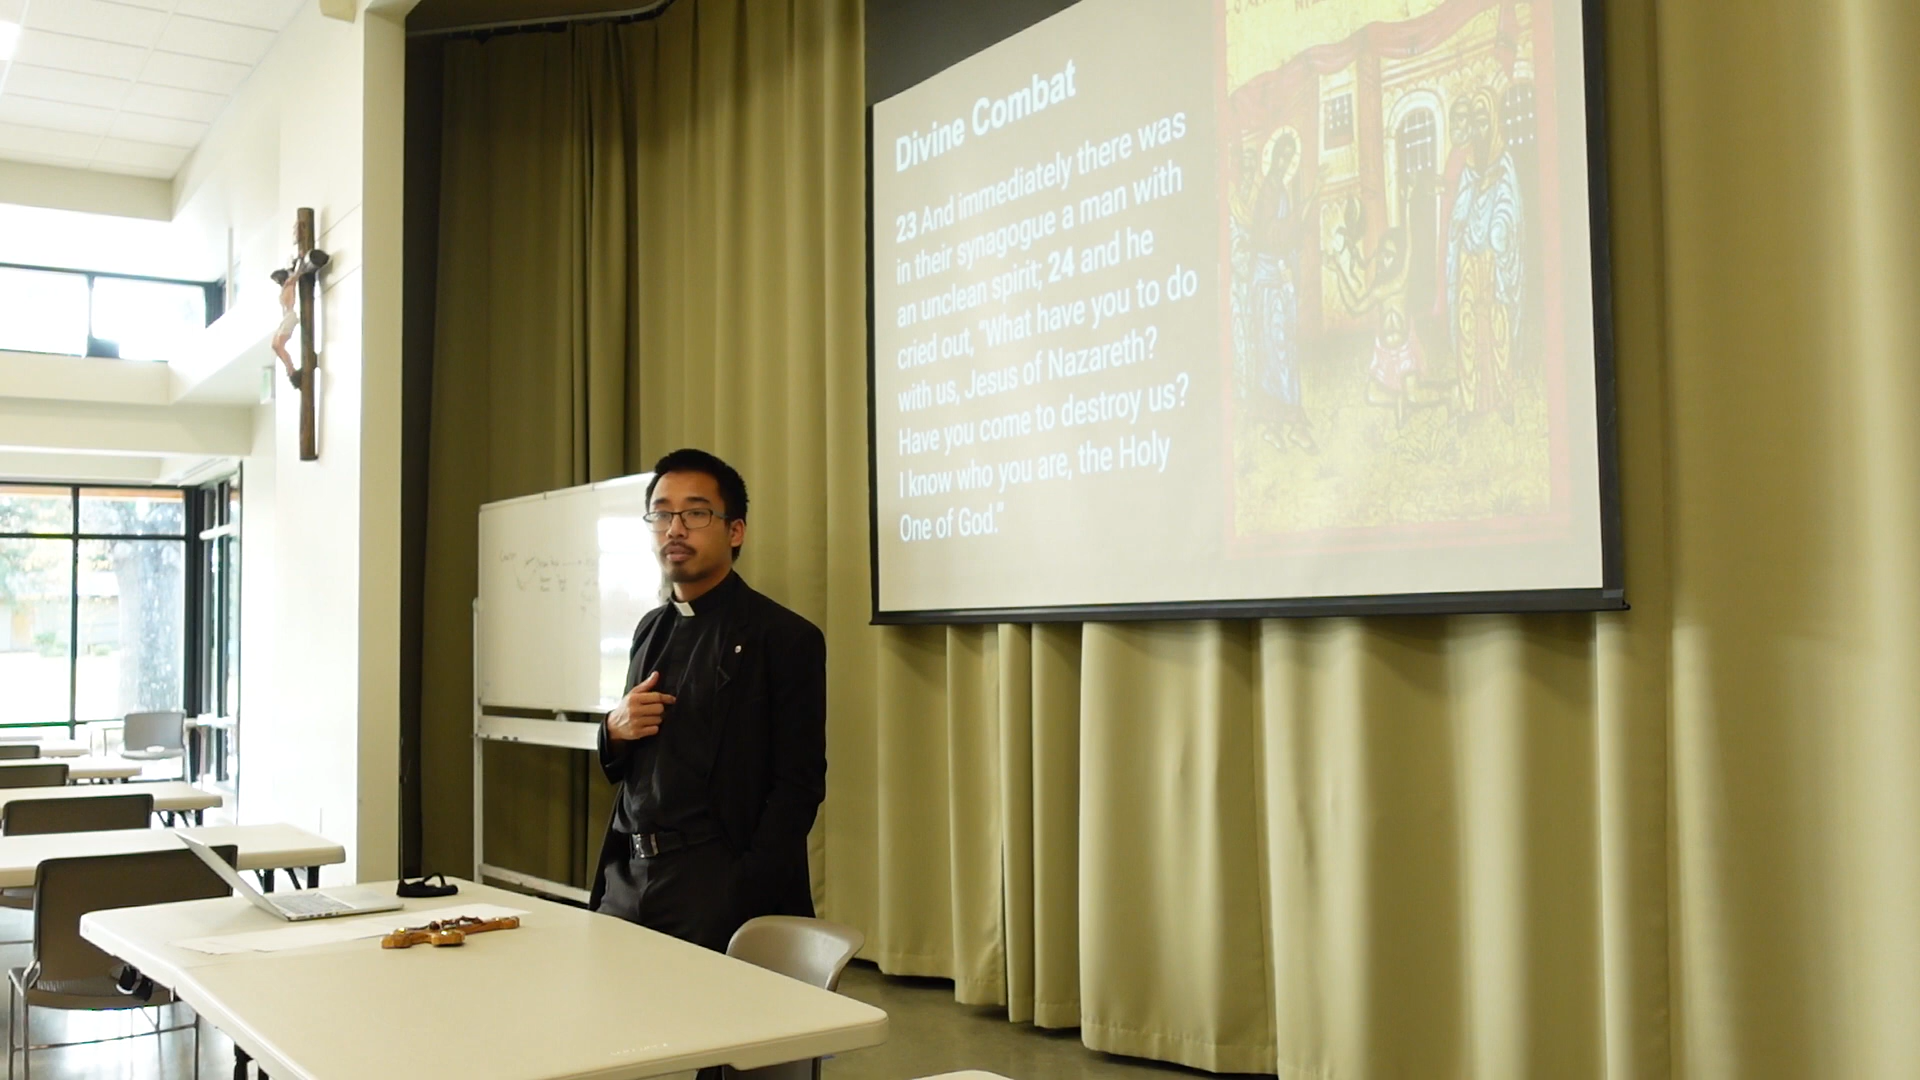 Divine Combat
23 And immediately there was
in their synagogue a man with
an unclean spirit; 24 and he
cried out, “What have you to do
with us, Jesus of Nazareth?
Have you come to destroy us?
I know who you are, the Holy
One of God.”